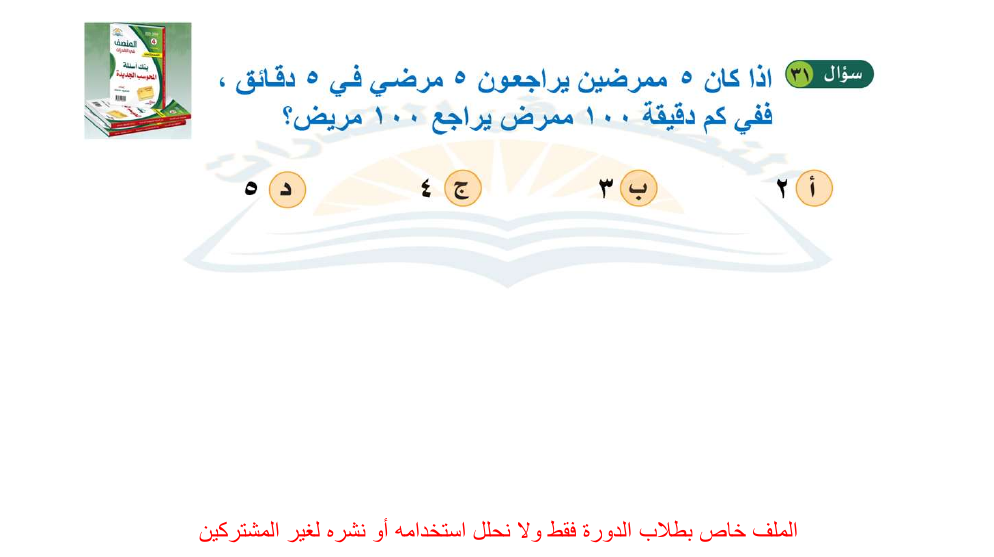 سؤال ٣١
اذا كان ٥ ممرضين يراجعون ٥ مرضي في ٥ دقائق ،
ففي كم دقيقة ١٠٠ ممرض يراجع ١٠٠ مريض؟
أ ٢
ب ٣
ج ٤
د ٥
المنصف
بنك أسئلة
المحوسب الجديدة
الملف خاص بطلاب الدورة فقط ولا نحلل استخدامه أو نشره لغير المشتركين